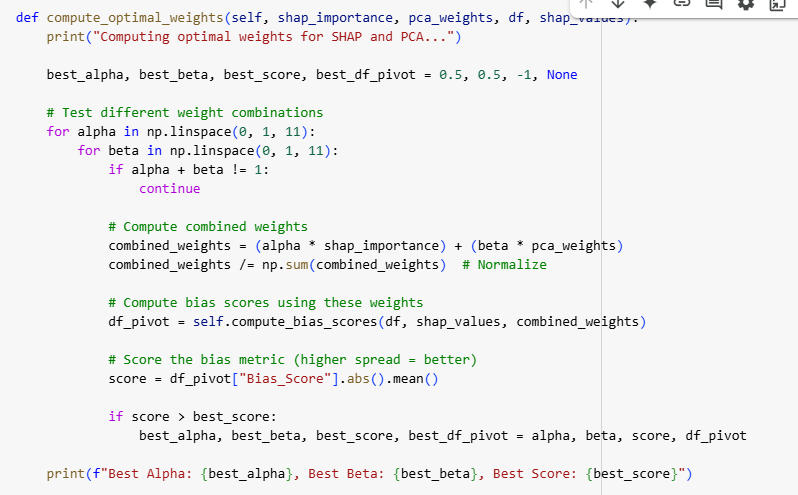 def compute_optimal_weights(self, shap_importance, pca_weights, df, shap_values):
    print("Computing optimal weights for SHAP and PCA...")
    best_alpha, best_beta, best_score, best_df_pivot = 0.5, 0.5, -1, None
    # Test different weight combinations
    for alpha in np.linspace(0, 1, 11):
        for beta in np.linspace(0, 1, 11):
            if alpha + beta != 1:
                continue
            # Compute combined weights
            combined_weights = (alpha * shap_importance) + (beta * pca_weights)
            combined_weights /= np.sum(combined_weights)  # Normalize
            # Compute bias scores using these weights
            df_pivot = self.compute_bias_scores(df, shap_values, combined_weights)
            # Score the bias metric (higher spread = better)
            score = df_pivot["Bias_Score"].abs().mean()
            if score > best_score:
                best_alpha, best_beta, best_score, best_df_pivot = alpha, beta, score, df_pivot
    print(f"Best Alpha: {best_alpha}, Best Beta: {best_beta}, Best Score: {best_score}")